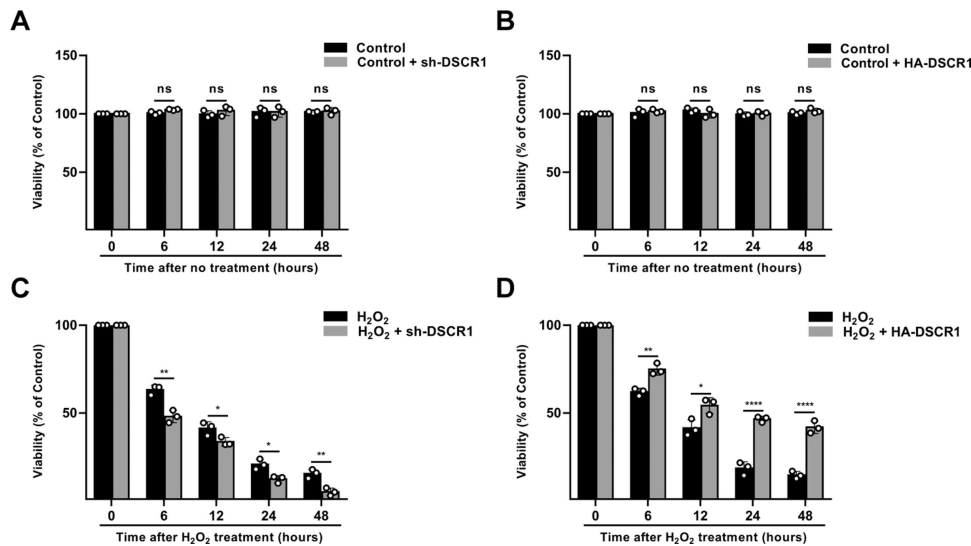 A
Control
Control + sh-DSCR1
Viability (% of Control)
150
100
50
ns
ns
ns
ns
0
6
12
24
48
Time after no treatment (hours)
B
Control
Control + HA-DSCR1
Viability (% of Control)
150
100
50
ns
ns
ns
ns
0
6
12
24
48
Time after no treatment (hours)
C
H₂O₂
H₂O₂ + sh-DSCR1
Viability (% of Control)
100
50
**
*
*
**
0
6
12
24
48
Time after H₂O₂ treatment (hours)
D
H₂O₂
H₂O₂ + HA-DSCR1
Viability (% of Control)
100
50
**
*
****
****
0
6
12
24
48
Time after H₂O₂ treatment (hours)